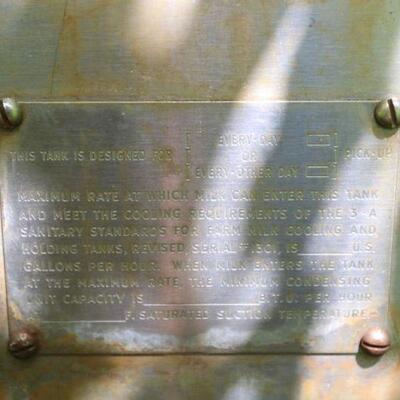 EVERY-DAY
THIS TANK IS DESIGNED FOR OR PICK-UP
EVERY-OTHER DAY
MAXIMUM RATE AT WHICH MILK CAN ENTER THIS TANK
AND MEET THE COOLING REQUIREMENTS OF THE 3-A
SANITARY STANDARDS FOR FARM MILK COOLING AND
HOLDING TANKS, REVISED, SERIAL #1301, IS ______ U.S.
GALLONS PER HOUR. WHEN MILK ENTERS THE TANK
AT THE MAXIMUM RATE, THE MINIMUM CONDENSING
UNIT CAPACITY IS ______ B.T.U. PER HOUR
______ F. SATURATED SUCTION TEMPERATURE